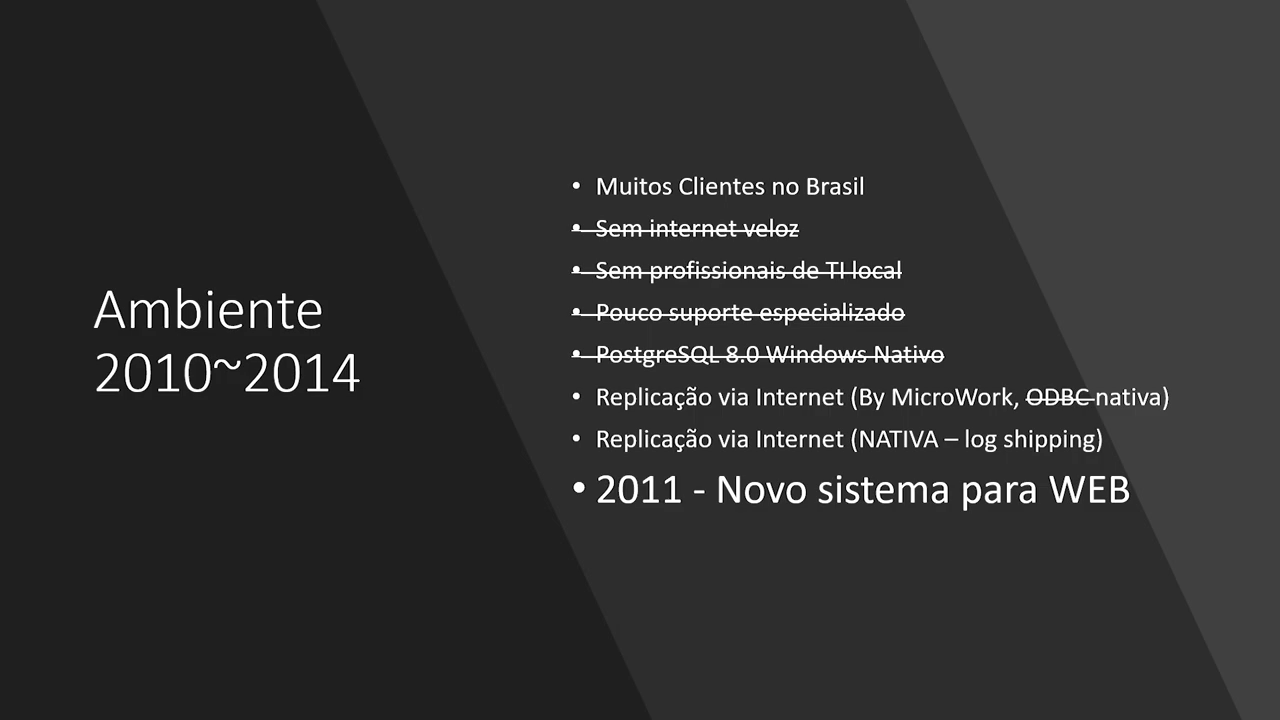 Ambiente
2010~2014
• Muitos Clientes no Brasil
• Sem internet veloz
• Sem profissionais de TI local
• Pouco suporte especializado
• PostgreSQL 8.0 Windows Nativo
• Replicação via Internet (By MicroWork, ODBC nativa)
• Replicação via Internet (NATIVA – log shipping)
• 2011 - Novo sistema para WEB